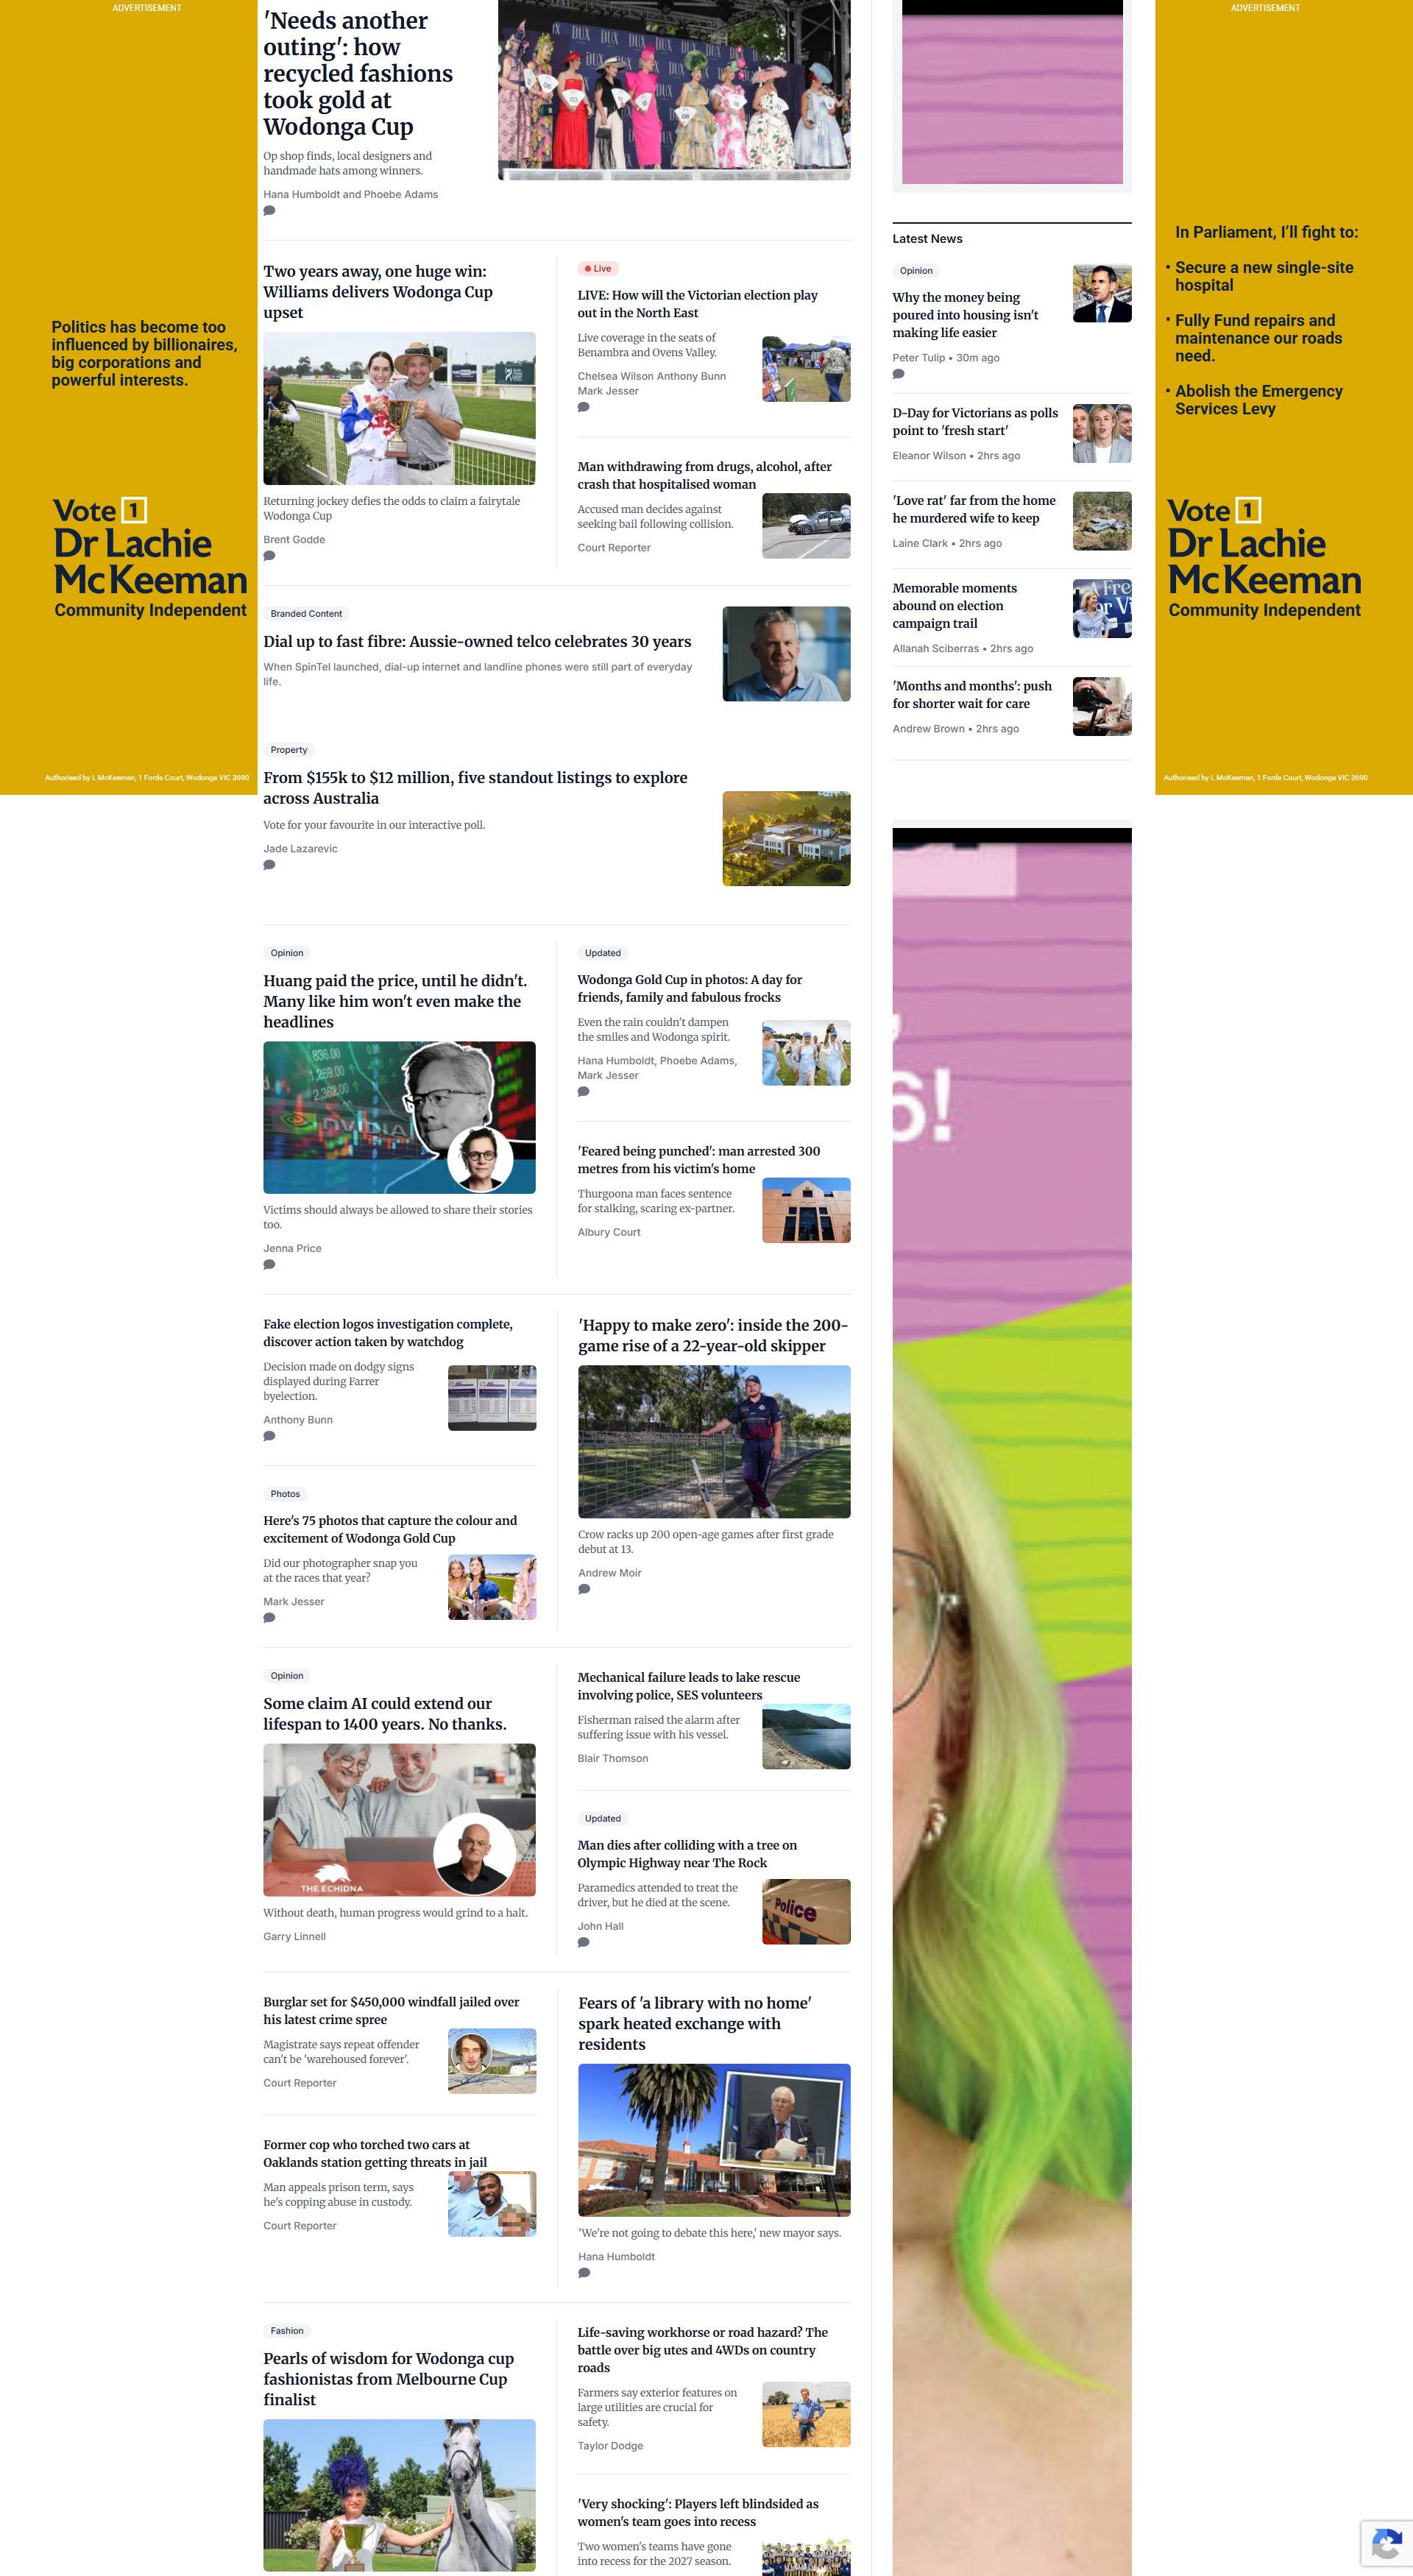 ADVERTISEMENT
Politics has become too
influenced by billionaires,
big corporations and
powerful interests.
Vote 1
Dr Lachie
McKeeman
Community Independent
Authorised by L McKeeman, 1 Forde Court, Wodonga VIC 3690
'Needs another
outing': how
recycled fashions
took gold at
Wodonga Cup
Op shop finds, local designers and
handmade hats among winners.
Hana Humboldt and Phoebe Adams
DUX
Two years away, one huge win:
Williams delivers Wodonga Cup
upset
Returning jockey defies the odds to claim a fairytale
Wodonga Cup
Brent Godde
Live
LIVE: How will the Victorian election play
out in the North East
Live coverage in the seats of
Benambra and Ovens Valley.
Chelsea Wilson Anthony Bunn
Mark Jesser
Man withdrawing from drugs, alcohol, after
crash that hospitalised woman
Accused man decides against
seeking bail following collision.
Court Reporter
Branded Content
Dial up to fast fibre: Aussie-owned telco celebrates 30 years
When SpinTel launched, dial-up internet and landline phones were still part of everyday
life.
Property
From $155k to $12 million, five standout listings to explore
across Australia
Vote for your favourite in our interactive poll.
Jade Lazarevic
Opinion
Huang paid the price, until he didn't.
Many like him won't even make the
headlines
836.00
1,269.00
2,362.00
NVIDIA
Victims should always be allowed to share their stories
too.
Jenna Price
Updated
Wodonga Gold Cup in photos: A day for
friends, family and fabulous frocks
Even the rain couldn't dampen
the smiles and Wodonga spirit.
Hana Humboldt, Phoebe Adams,
Mark Jesser
'Feared being punched': man arrested 300
metres from his victim's home
Thurgoona man faces sentence
for stalking, scaring ex-partner.
Albury Court
Fake election logos investigation complete,
discover action taken by watchdog
Decision made on dodgy signs
displayed during Farrer
byelection.
Anthony Bunn
Photos
Here's 75 photos that capture the colour and
excitement of Wodonga Gold Cup
Did our photographer snap you
at the races that year?
Mark Jesser
'Happy to make zero': inside the 200-
game rise of a 22-year-old skipper
Crow racks up 200 open-age games after first grade
debut at 13.
Andrew Moir
Opinion
Some claim AI could extend our
lifespan to 1400 years. No thanks.
THE ECHIDNA
Without death, human progress would grind to a halt.
Garry Linnell
Mechanical failure leads to lake rescue
involving police, SES volunteers
Fisherman raised the alarm after
suffering issue with his vessel.
Blair Thomson
Updated
Man dies after colliding with a tree on
Olympic Highway near The Rock
Paramedics attended to treat the
driver, but he died at the scene.
John Hall
Police
Burglar set for $450,000 windfall jailed over
his latest crime spree
Magistrate says repeat offender
can't be 'warehoused forever'.
Court Reporter
Former cop who torched two cars at
Oaklands station getting threats in jail
Man appeals prison term, says
he's copping abuse in custody.
Court Reporter
Fears of 'a library with no home'
spark heated exchange with
residents
'We're not going to debate this here,' new mayor says.
Hana Humboldt
Fashion
Pearls of wisdom for Wodonga cup
fashionistas from Melbourne Cup
finalist
Life-saving workhorse or road hazard? The
battle over big utes and 4WDs on country
roads
Farmers say exterior features on
large utilities are crucial for
safety.
Taylor Dodge
'Very shocking': Players left blindsided as
women's team goes into recess
Two women's teams have gone
into recess for the 2027 season.
Latest News
Opinion
Why the money being
poured into housing isn't
making life easier
Peter Tulip • 30m ago
D-Day for Victorians as polls
point to 'fresh start'
Eleanor Wilson • 2hrs ago
'Love rat' far from the home
he murdered wife to keep
Laine Clark • 2hrs ago
Memorable moments
abound on election
campaign trail
Allanah Sciberras • 2hrs ago
'Months and months': push
for shorter wait for care
Andrew Brown • 2hrs ago
6!
ADVERTISEMENT
In Parliament, I'll fight to:
• Secure a new single-site
hospital
• Fully Fund repairs and
maintenance our roads
need.
• Abolish the Emergency
Services Levy
Vote 1
Dr Lachie
McKeeman
Community Independent
Authorised by L McKeeman, 1 Forde Court, Wodonga VIC 3690